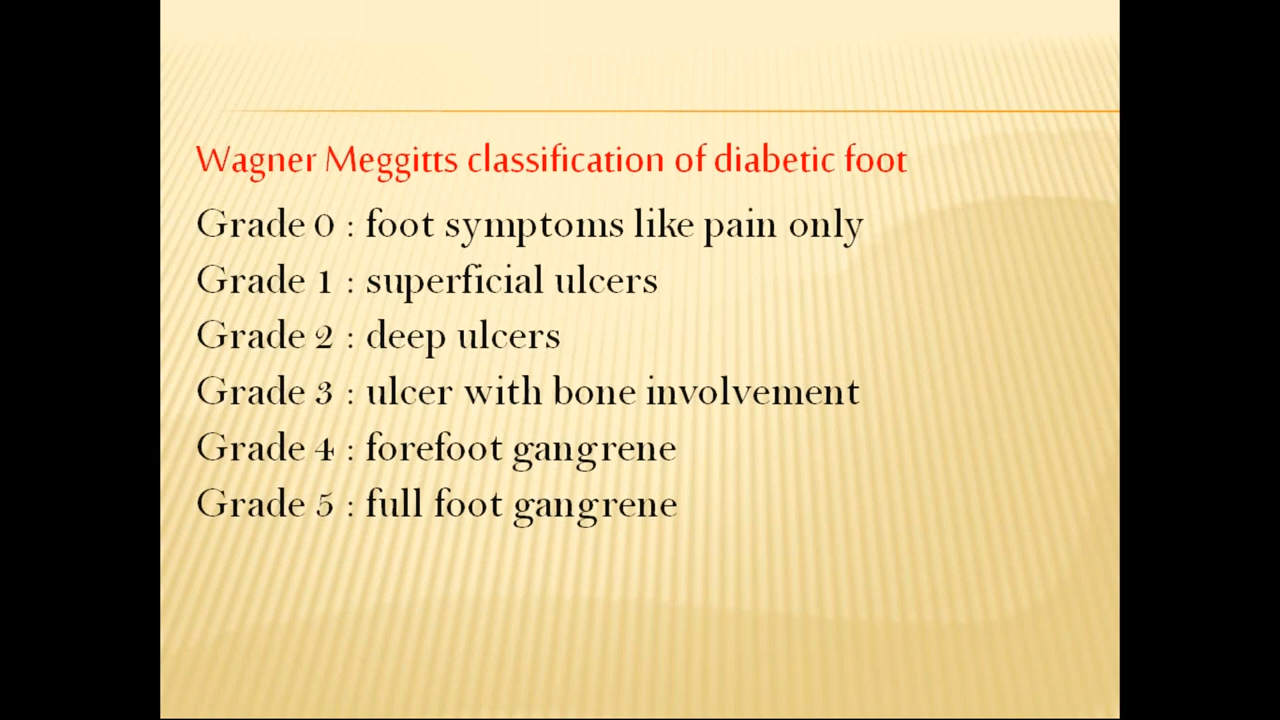 Wagner Meggitts classification of diabetic foot
Grade 0 : foot symptoms like pain only
Grade 1 : superficial ulcers
Grade 2 : deep ulcers
Grade 3 : ulcer with bone involvement
Grade 4 : forefoot gangrene
Grade 5 : full foot gangrene